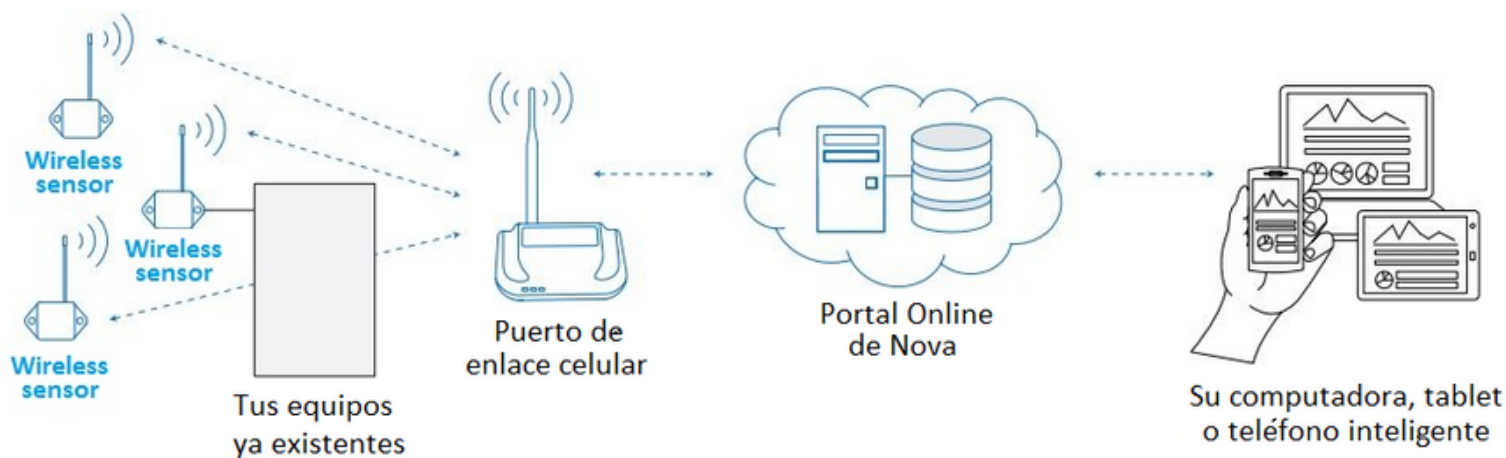 Wireless
sensor
Wireless
sensor
Wireless
sensor
Tus equipos
ya existentes
Puerto de
enlace celular
Portal Online
de Nova
Su computadora, tablet
o teléfono inteligente